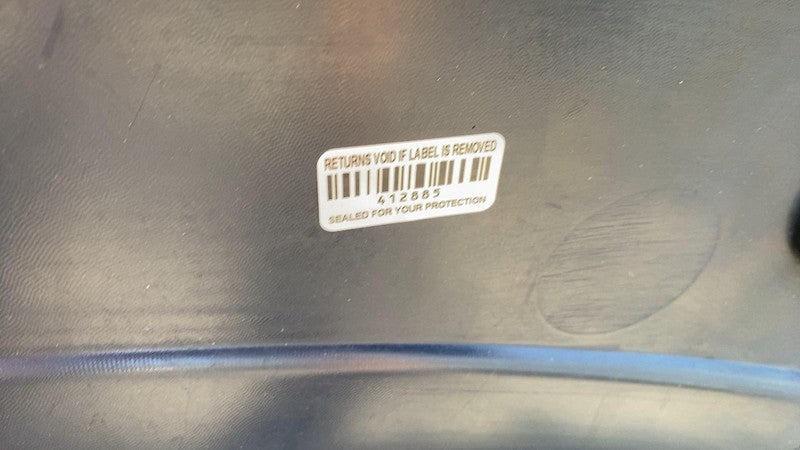 RETURNS VOID IF LABEL IS REMOVED
412885
SEALED FOR YOUR PROTECTION